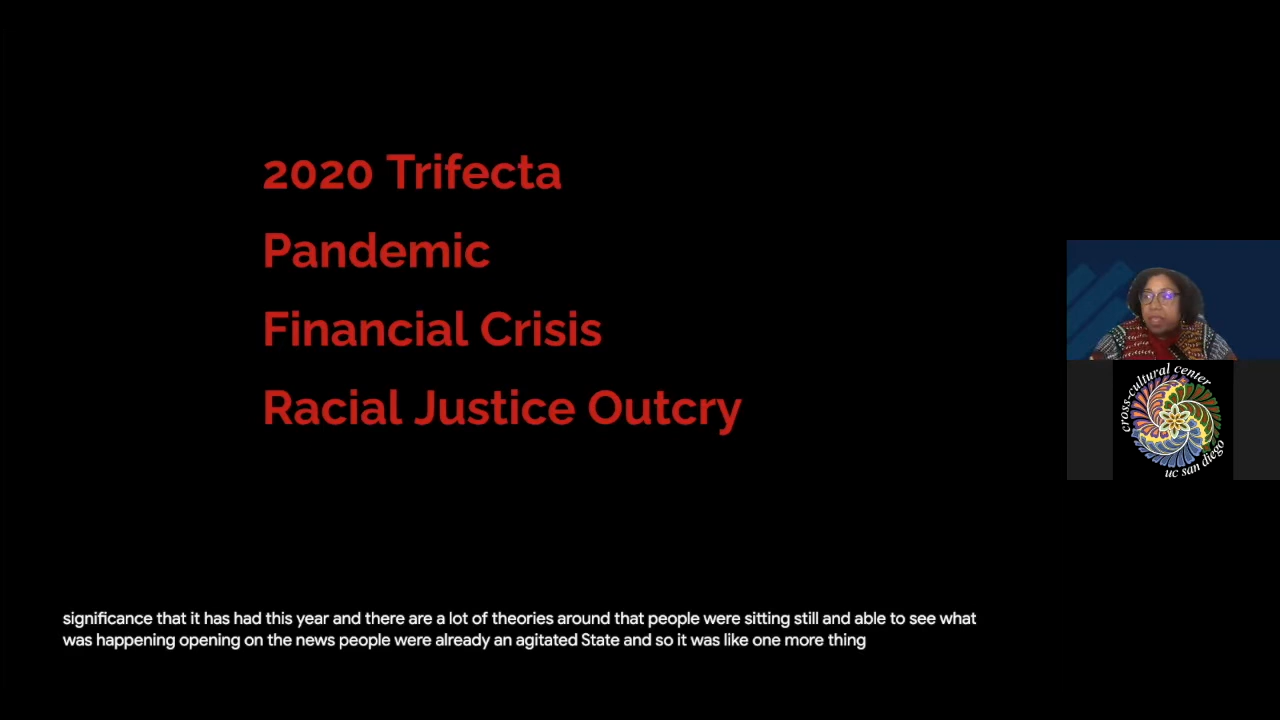 2020 Trifecta
Pandemic
Financial Crisis
Racial Justice Outcry
cross-cultural center
uc san diego
significance that it has had this year and there are a lot of theories around that people were sitting still and able to see what
was happening opening on the news people were already an agitated State and so it was like one more thing